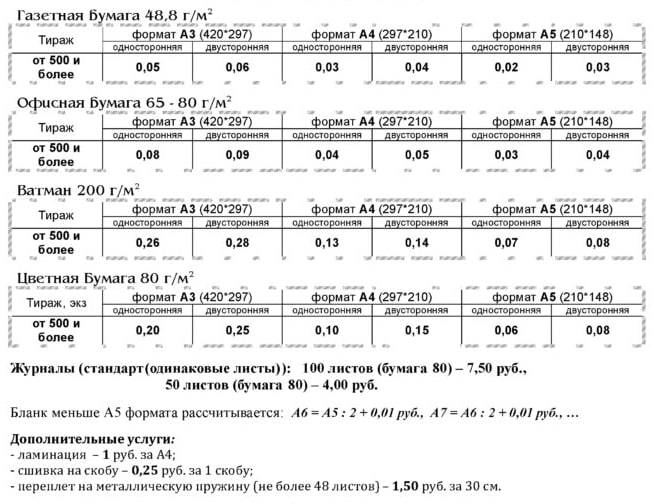 Газетная Бумага 48,8 г/м²
Тираж формат А3 (420*297) формат А4 (297*210) формат А5 (210*148)
односторонняя двусторонняя односторонняя двусторонняя односторонняя двусторонняя
от 500 и более 0,05 0,06 0,03 0,04 0,02 0,03
Офисная Бумага 65 - 80 г/м²
Тираж формат А3 (420*297) формат А4 (297*210) формат А5 (210*148)
односторонняя двусторонняя односторонняя двусторонняя односторонняя двусторонняя
от 500 и более 0,08 0,09 0,04 0,05 0,03 0,04
Ватман 200 г/м²
Тираж формат А3 (420*297) формат А4 (297*210) формат А5 (210*148)
односторонняя двусторонняя односторонняя двусторонняя односторонняя двусторонняя
от 500 и более 0,26 0,28 0,13 0,14 0,07 0,08
Цветная Бумага 80 г/м²
Тираж, экз формат А3 (420*297) формат А4 (297*210) формат А5 (210*148)
односторонняя двусторонняя односторонняя двусторонняя односторонняя двусторонняя
от 500 и более 0,20 0,25 0,10 0,15 0,06 0,08
Журналы (стандарт(одинаковые листы)): 100 листов (бумага 80) – 7,50 руб.,
50 листов (бумага 80) – 4,00 руб.
Бланк меньше А5 формата рассчитывается: А6 = А5 : 2 + 0,01 руб., А7 = А6 : 2 + 0,01 руб., …
Дополнительные услуги:
- ламинация – 1 руб. за А4;
- сшивка на скобу – 0,25 руб. за 1 скобу;
- переплет на металлическую пружину (не более 48 листов) – 1,50 руб. за 30 см.